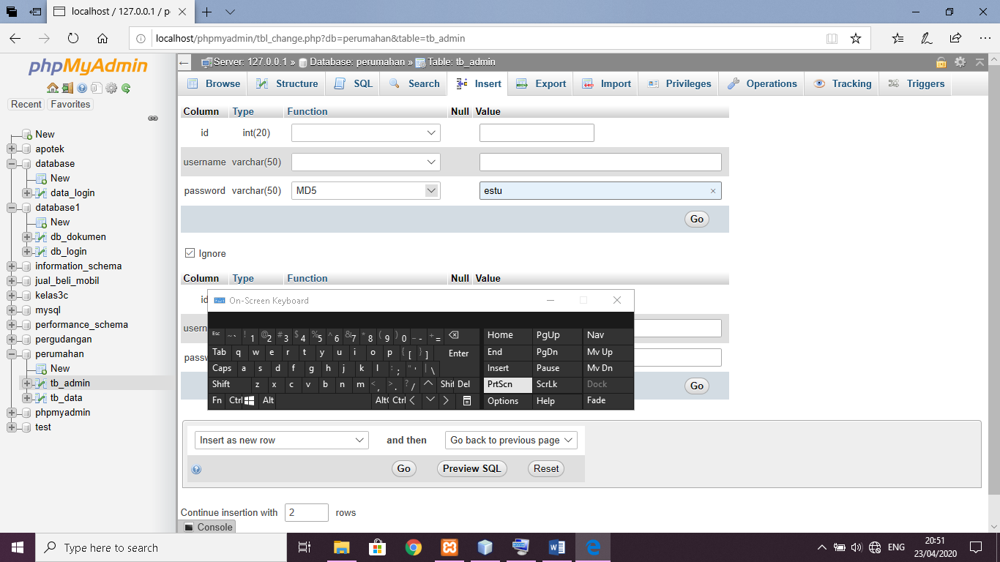 localhost / 127.0.0.1 / p
localhost/phpmyadmin/tbl_change.php?db=perumahan&table=tb_admin
phpMyAdmin
Recent Favorites
New
apotek
database
New
data_login
database1
New
db_dokumen
db_login
information_schema
jual_beli_mobil
kelas3c
mysql
performance_schema
pergudangan
perumahan
New
tb_admin
tb_data
phpmyadmin
test
Server: 127.0.0.1 » Database: perumahan » Table: tb_admin
Browse Structure SQL Search Insert Export Import Privileges Operations Tracking Triggers
Column Type Function Null Value
id int(20)
username varchar(50)
password varchar(50) MD5 estu ×
Go
Ignore
Column Type Function Null Value
On-Screen Keyboard
Esc ~ ` ! 1 @ 2 # 3 $ 4 % 5 ^ 6 & 7 * 8 ( 9 ) 0 _ - + = Home PgUp Nav
Tab q w e r t y u i o p { [ } ] Enter End PgDn Mv Up
Caps a s d f g h j k l : ; " ' | \ Insert Pause Mv Dn
Shift z x c v b n m < , > . ? / Shif Del PrtScn ScrLk Dock
Fn Ctrl Alt AltG Ctrl Options Help Fade
Go
Insert as new row and then Go back to previous page
Go Preview SQL Reset
Continue insertion with 2 rows
Console
Type here to search
ENG
20:51
23/04/2020